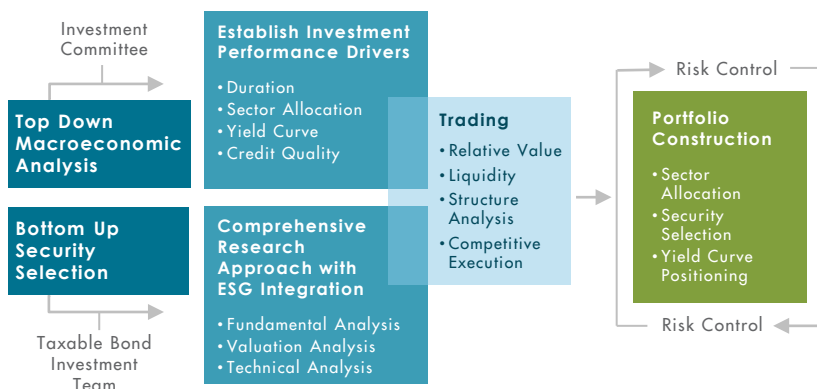 Investment
Committee
Top Down
Macroeconomic
Analysis
Bottom Up
Security
Selection
Taxable Bond
Investment
Team
Establish Investment
Performance Drivers
• Duration
• Sector Allocation
• Yield Curve
• Credit Quality
Comprehensive
Research
Approach with
ESG Integration
• Fundamental Analysis
• Valuation Analysis
• Technical Analysis
Trading
• Relative Value
• Liquidity
• Structure
Analysis
• Competitive
Execution
Risk Control
Portfolio
Construction
• Sector
Allocation
• Security
Selection
• Yield Curve
Positioning
Risk Control